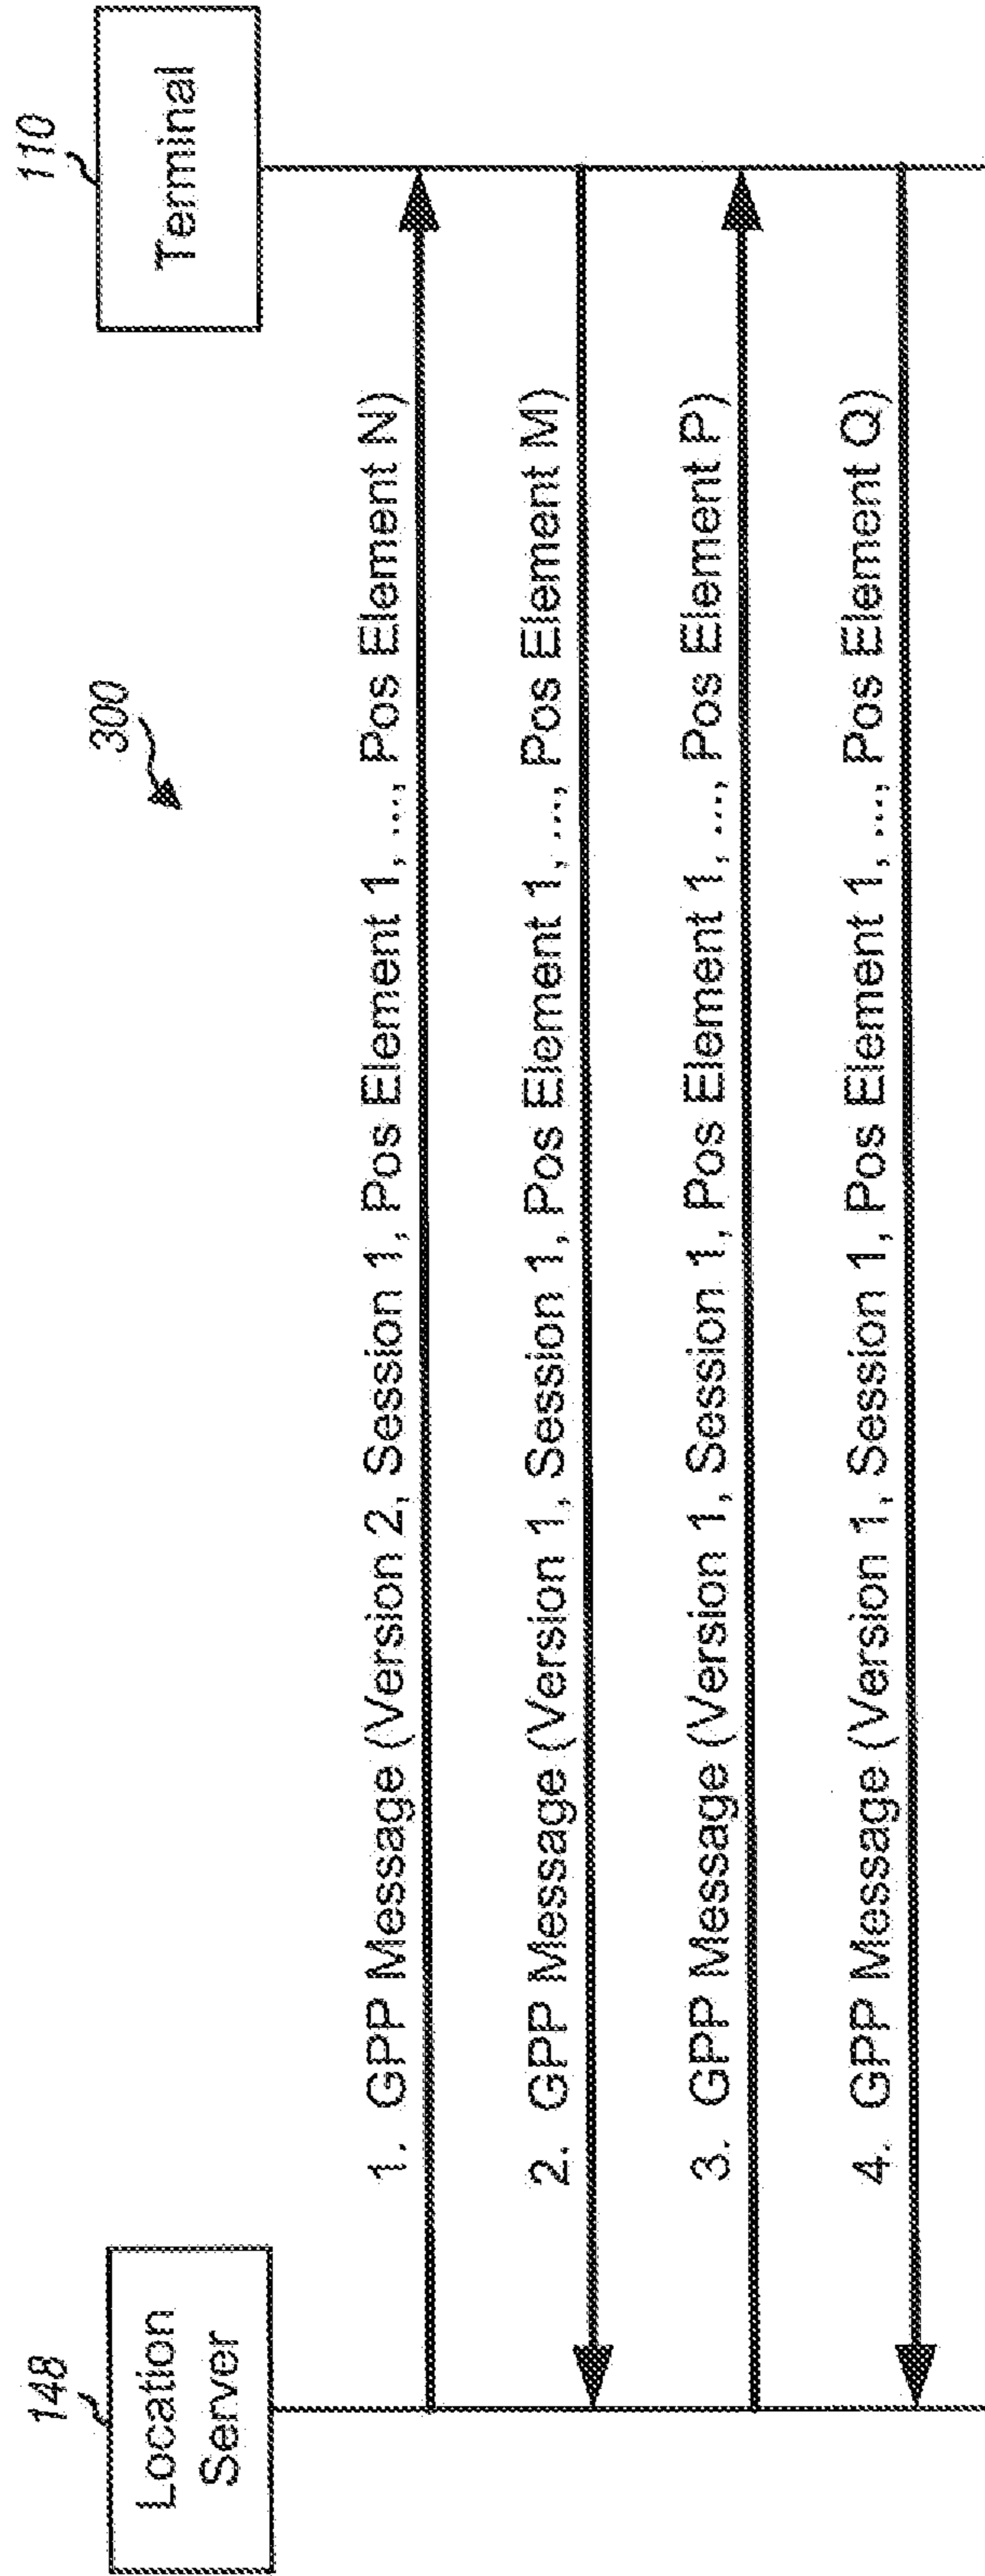 300
148
Location
Server
110
Terminal
1. GPP Message (Version 2, Session 1, Pos Element 1, ..., Pos Element N)
2. GPP Message (Version 1, Session 1, Pos Element 1, ..., Pos Element M)
3. GPP Message (Version 1, Session 1, Pos Element 1, ..., Pos Element P)
4. GPP Message (Version 1, Session 1, Pos Element 1, ..., Pos Element Q)